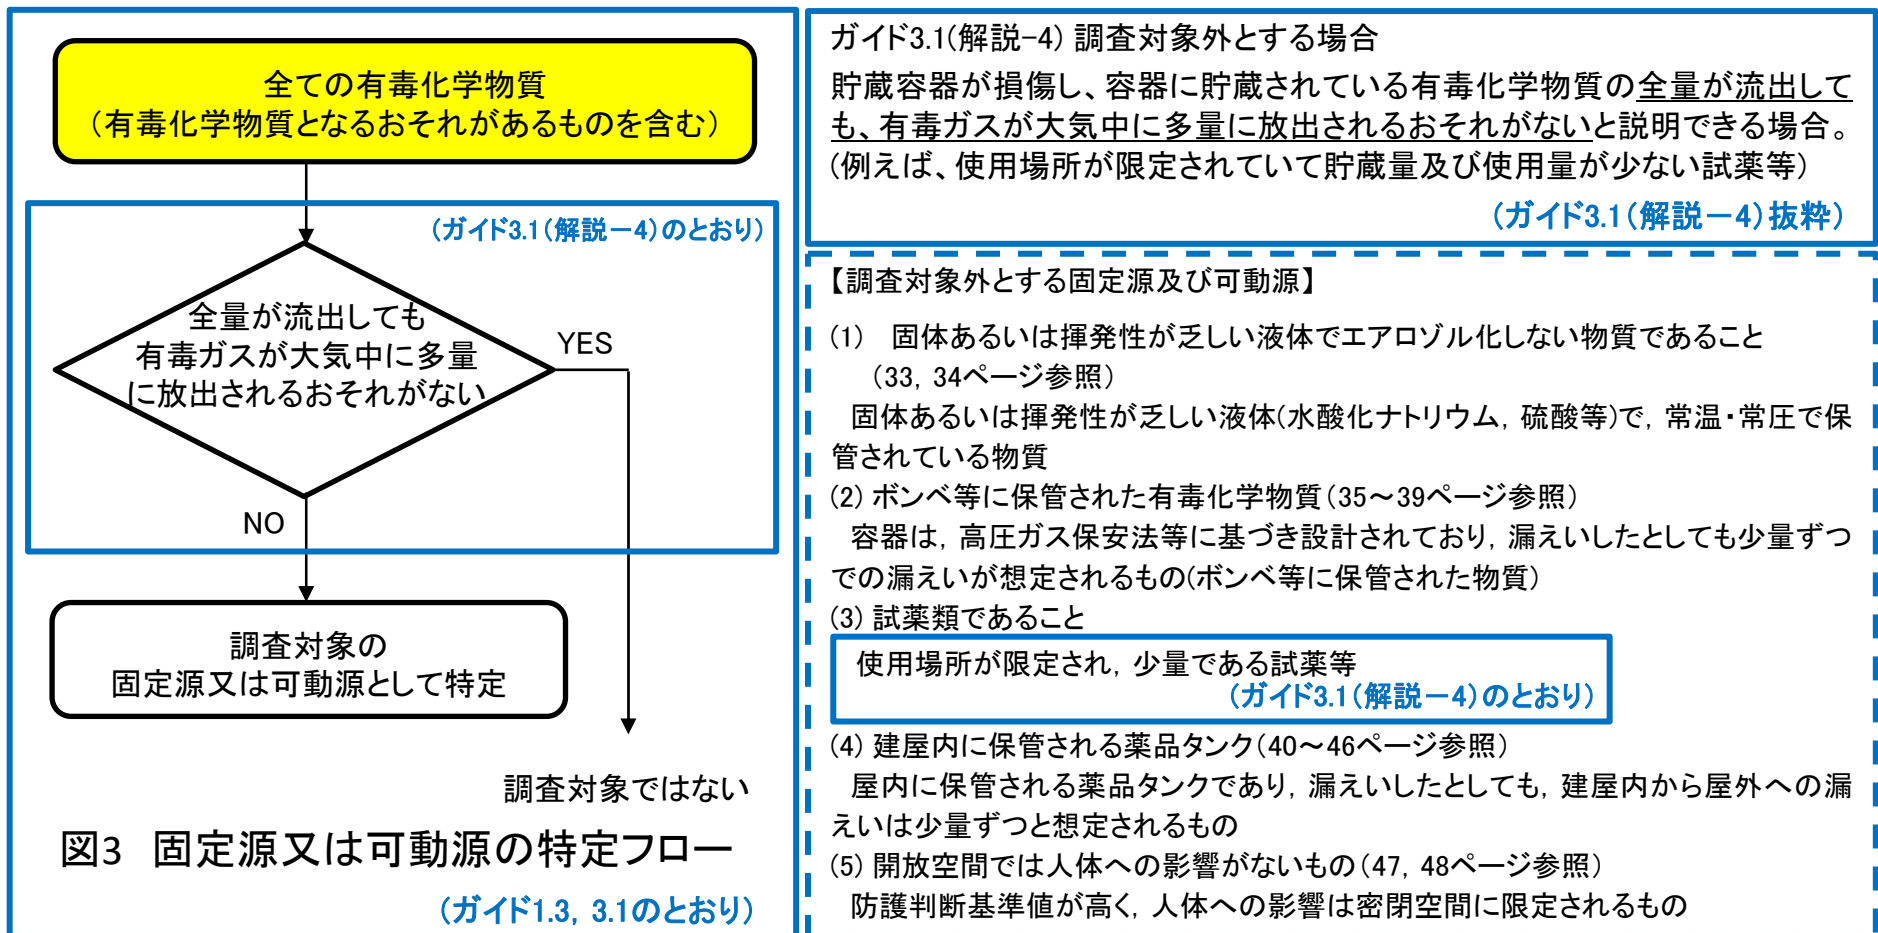 全ての有毒化学物質
（有毒化学物質となるおそれがあるものを含む）
（ガイド3.1（解説－4）のとおり）
全量が流出しても
有毒ガスが大気中に多量
に放出されるおそれがない
YES
NO
調査対象の
固定源又は可動源として特定
調査対象ではない
図3　固定源又は可動源の特定フロー
（ガイド1.3，3.1のとおり）
ガイド3.1(解説-4) 調査対象外とする場合
貯蔵容器が損傷し、容器に貯蔵されている有毒化学物質の全量が流出して
も、有毒ガスが大気中に多量に放出されるおそれがないと説明できる場合。
(例えば、使用場所が限定されていて貯蔵量及び使用量が少ない試薬等)
（ガイド3.1（解説－4）抜粋）
【調査対象外とする固定源及び可動源】
(1)　固体あるいは揮発性が乏しい液体でエアロゾル化しない物質であること
（33，34ページ参照）
固体あるいは揮発性が乏しい液体(水酸化ナトリウム，硫酸等)で，常温・常圧で保
管されている物質
(2) ボンベ等に保管された有毒化学物質（35～39ページ参照）
容器は，高圧ガス保安法等に基づき設計されており，漏えいしたとしても少量ずつ
での漏えいが想定されるもの(ボンベ等に保管された物質)
(3) 試薬類であること
使用場所が限定され，少量である試薬等
（ガイド3.1（解説－4）のとおり）
(4) 建屋内に保管される薬品タンク（40～46ページ参照）
屋内に保管される薬品タンクであり，漏えいしたとしても，建屋内から屋外への漏
えいは少量ずつと想定されるもの
(5) 開放空間では人体への影響がないもの（47，48ページ参照）
防護判断基準値が高く，人体への影響は密閉空間に限定されるもの